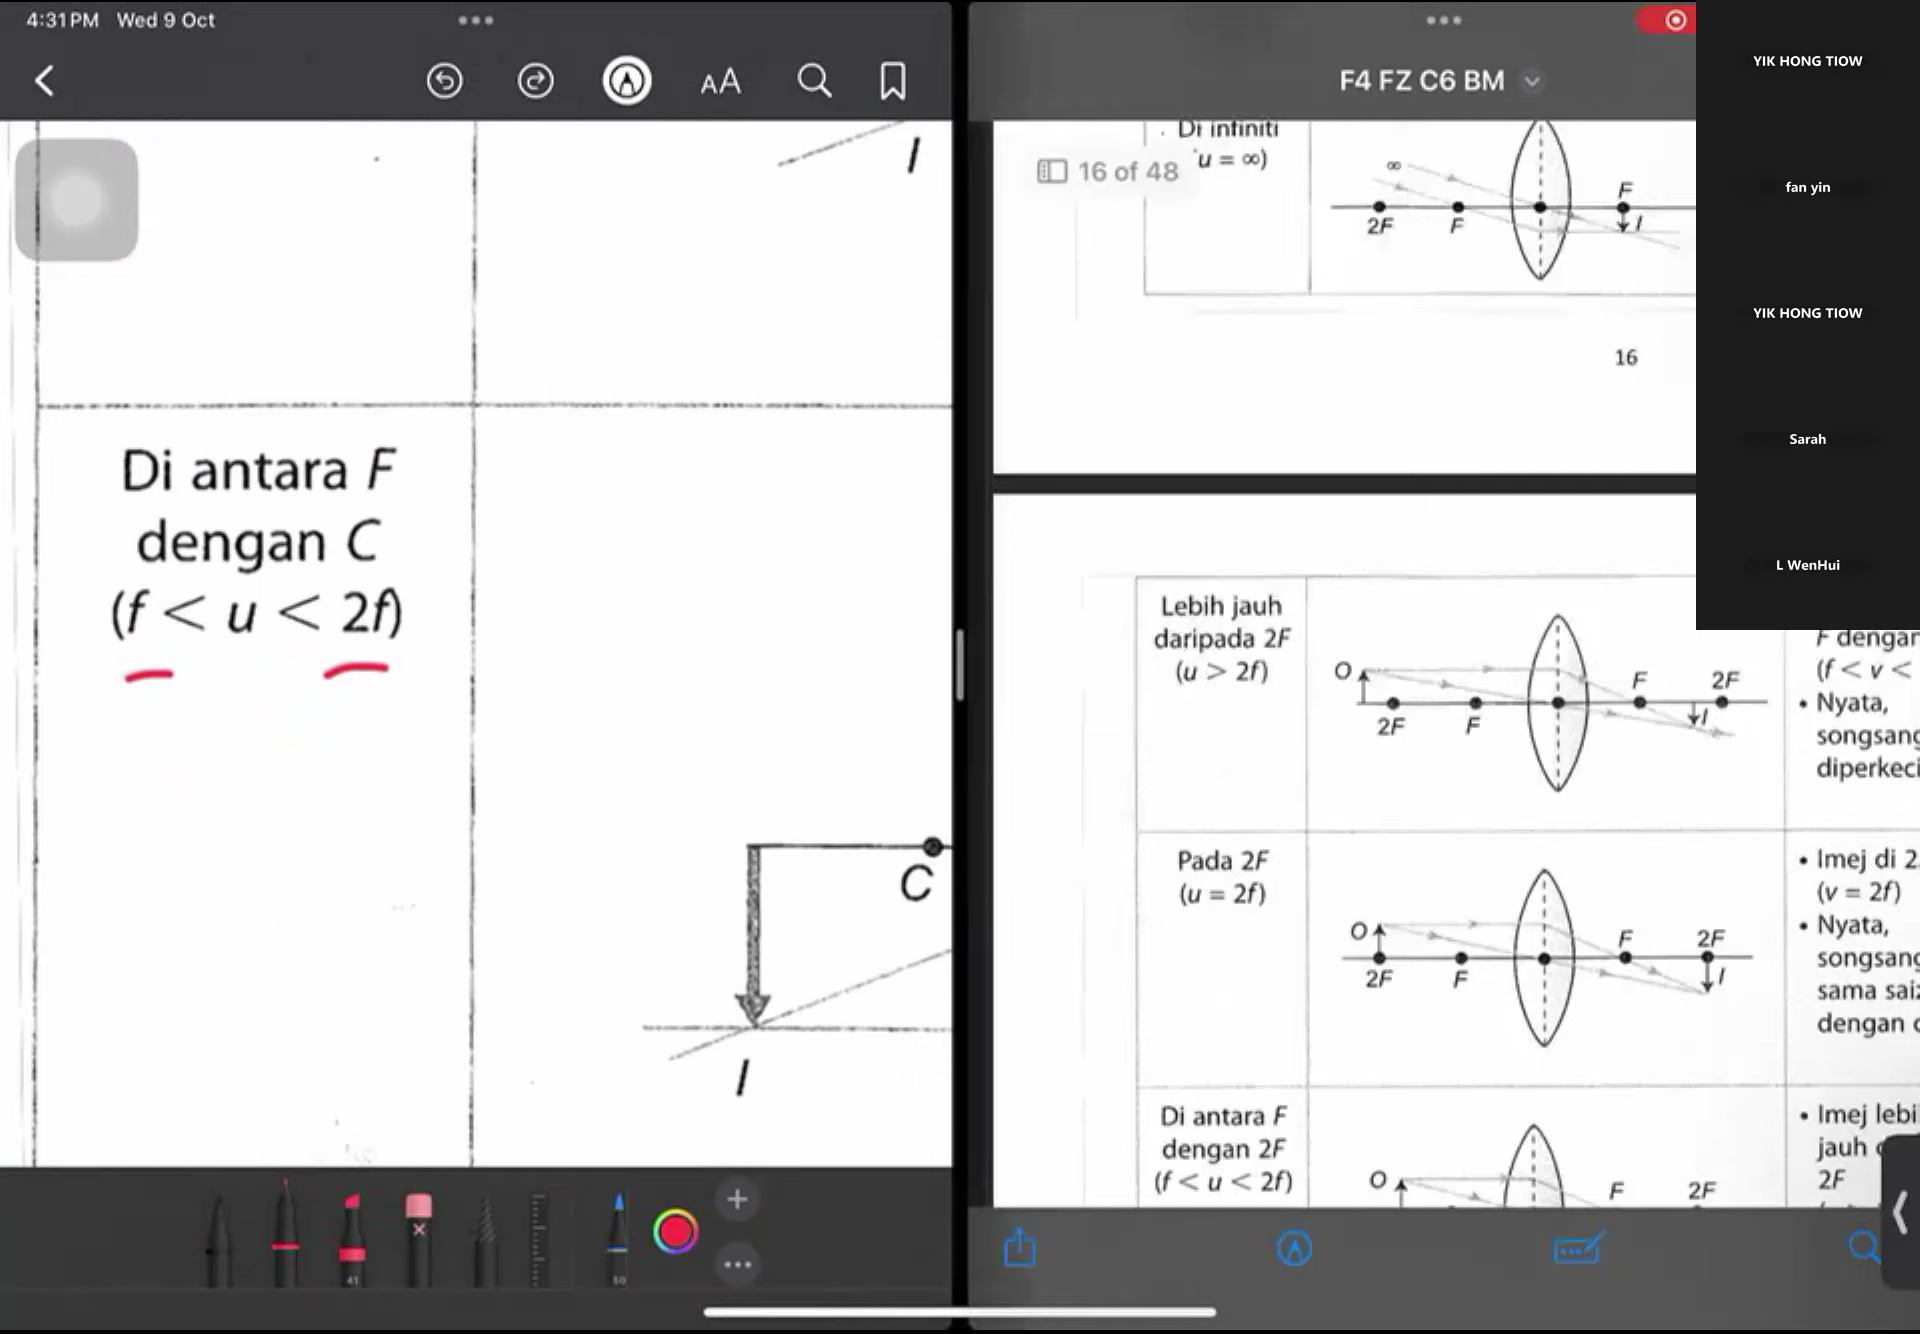 4:31 PM Wed 9 Oct
AA
I
Di antara F
dengan C
(f < u < 2f)
C
I
41
50
F4 FZ C6 BM
16 of 48
Di infiniti
u = ∞)
∞
2F
F
F
I
16
Lebih jauh
daripada 2F
(u > 2f)
O
2F
F
F
2F
I
F dengan
(f < v <
• Nyata,
songsang
Pada 2F
(u = 2f)
O
2F
F
F
2F
I
• Imej di 2
(v = 2f)
• Nyata,
songsang
sama saiz
dengan
Di antara F
dengan 2F
(f < u < 2f)
O
F
2F
• Imej
jauh
2F
YIK HONG TIOW
fan yin
YIK HONG TIOW
Sarah
L WenHui